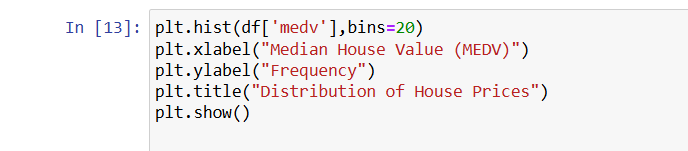 In [13]: plt.hist(df['medv'],bins=20)
plt.xlabel("Median House Value (MEDV)")
plt.ylabel("Frequency")
plt.title("Distribution of House Prices")
plt.show()